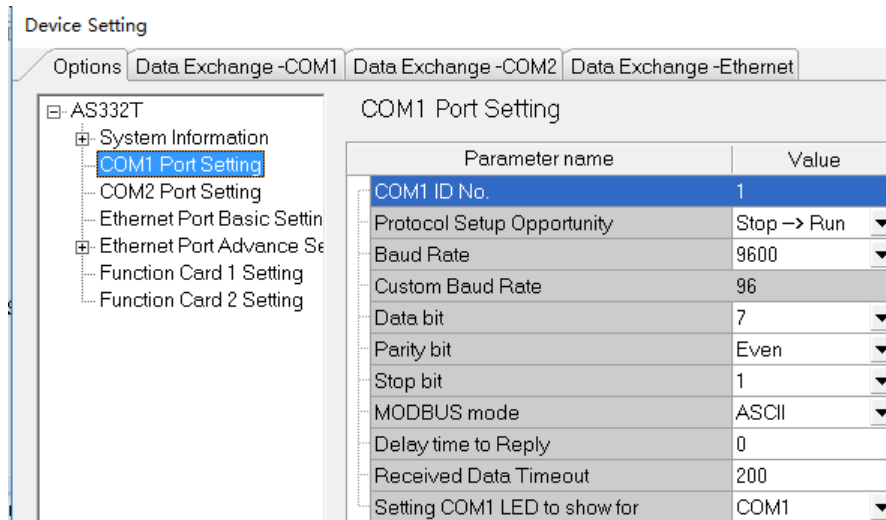 Device Setting
Options Data Exchange -COM1 Data Exchange -COM2 Data Exchange -Ethernet
AS332T
System Information
COM1 Port Setting
COM2 Port Setting
Ethernet Port Basic Settin
Ethernet Port Advance Se
Function Card 1 Setting
Function Card 2 Setting
COM1 Port Setting
Parameter name Value
COM1 ID No. 1
Protocol Setup Opportunity Stop --> Run
Baud Rate 9600
Custom Baud Rate 96
Data bit 7
Parity bit Even
Stop bit 1
MODBUS mode ASCII
Delay time to Reply 0
Received Data Timeout 200
Setting COM1 LED to show for COM1